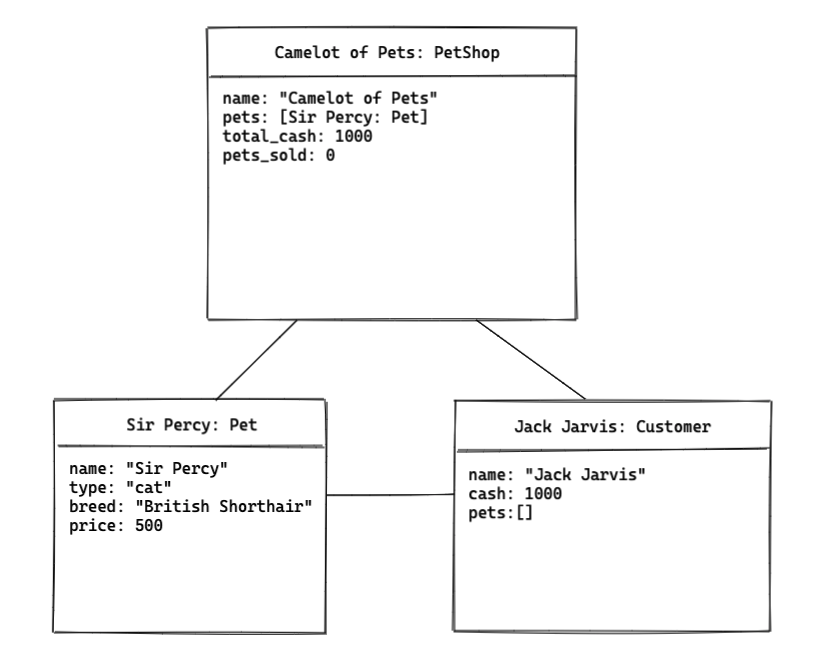 Camelot of Pets: PetShop
name: "Camelot of Pets"
pets: [Sir Percy: Pet]
total_cash: 1000
pets_sold: 0
Sir Percy: Pet
name: "Sir Percy"
type: "cat"
breed: "British Shorthair"
price: 500
Jack Jarvis: Customer
name: "Jack Jarvis"
cash: 1000
pets:[]